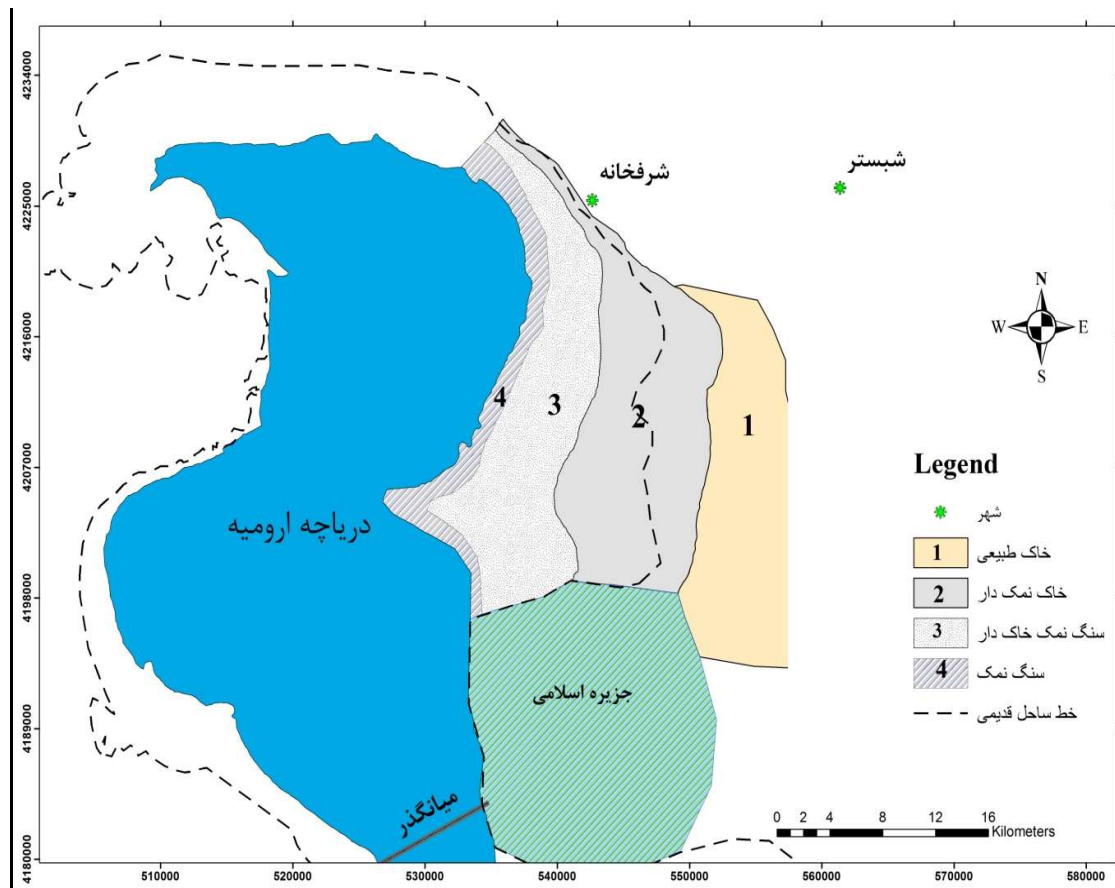 4234000
4225000
4216000
4207000
4198000
4189000
4180000
شبستر
شرفخانه
N
W E
S
4
3
2
1
دریاچه ارومیه
جزیره اسلامی
میانگذر
Legend
شهر
1 خاک طبیعی
2 خاک نمک دار
3 سنگ نمک خاک دار
4 سنگ نمک
خط ساحل قدیمی
0 2 4 8 12 16
Kilometers
510000 520000 530000 540000 550000 560000 570000 580000